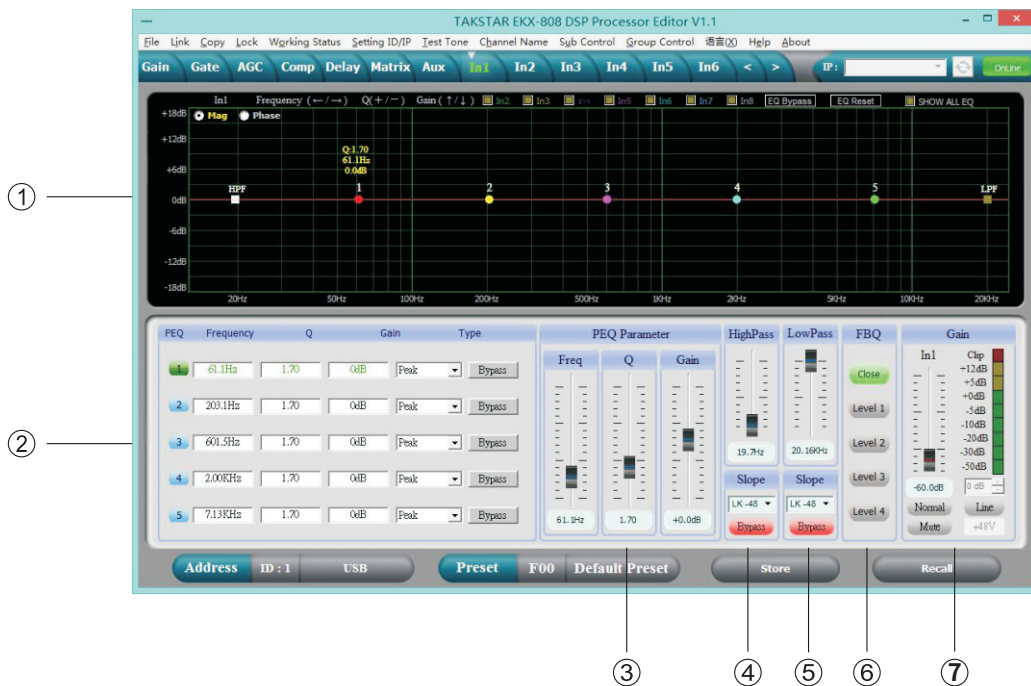 TAKSTAR EKX-808 DSP Processor Editor V1.1
File Link Copy Lock Working Status Setting ID/IP Test Tone Channel Name Sub Control Group Control 语言(X) Help About
Gain Gate AGC Comp Delay Matrix Aux In1 In2 In3 In4 In5 In6 < > IP: OnLine
In1 Frequency (←/→) Q(+/−) Gain (↑/↓) In2 In3 In5 In6 In7 In8 EQ Bypass EQ Reset SHOW ALL EQ
+18dB Mag Phase
+12dB
Q:1.70
61.1Hz
+6dB 0.0dB
HPF 1 2 3 4 5 LPF
0dB
-6dB
-12dB
-18dB
20Hz 50Hz 100Hz 200Hz 500Hz 1KHz 2KHz 5KHz 10KHz 20KHz
①
PEQ Frequency Q Gain Type
1 61.1Hz 1.70 0dB Peak Bypass
2 203.1Hz 1.70 0dB Peak Bypass
3 601.5Hz 1.70 0dB Peak Bypass
4 2.00KHz 1.70 0dB Peak Bypass
5 7.13KHz 1.70 0dB Peak Bypass
②
PEQ Parameter
Freq Q Gain
61.1Hz 1.70 +0.0dB
HighPass
19.7Hz
Slope
LK -48
Bypass
LowPass
20.16KHz
Slope
LK -48
Bypass
FBQ
Close
Level 1
Level 2
Level 3
Level 4
Gain
In1 Clip
+12dB
+5dB
+0dB
-5dB
-10dB
-20dB
-30dB
-50dB
-60.0dB 0 dB
Normal Line
Mute +48V
Address ID : 1 USB Preset F00 Default Preset Store Recall
③ ④ ⑤ ⑥ ⑦